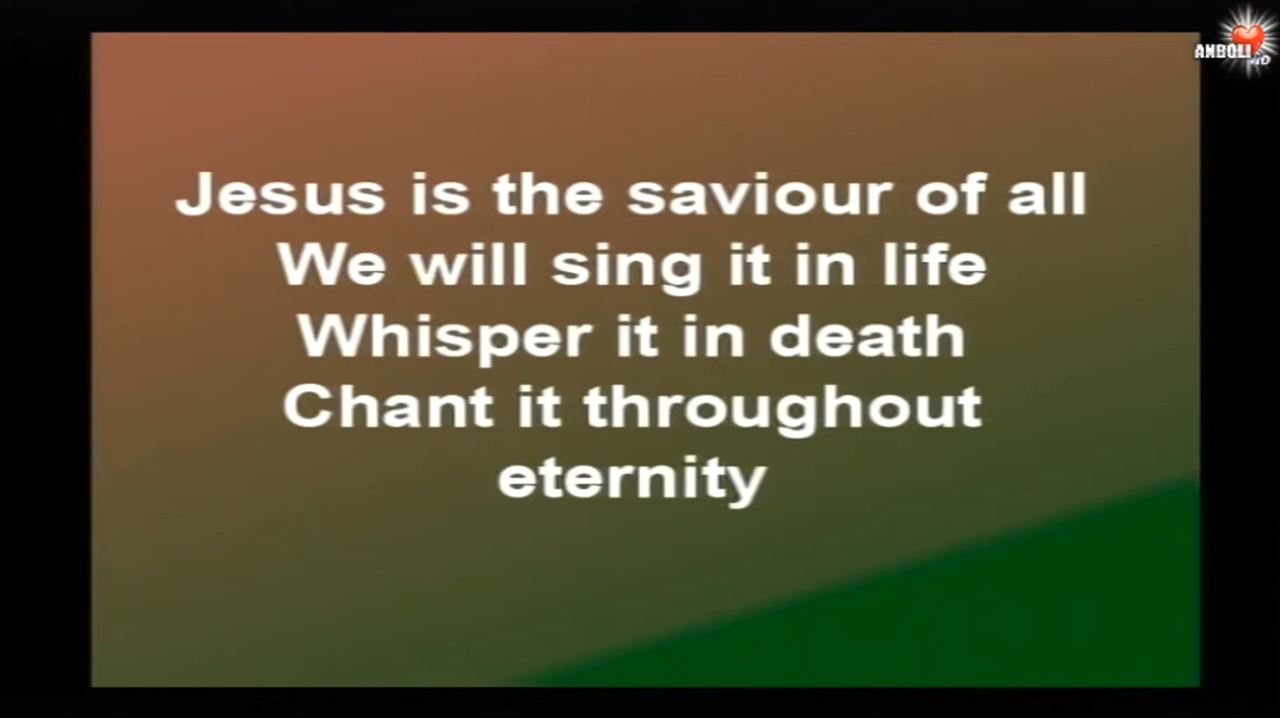 ANBOLI
HD
Jesus is the saviour of all
We will sing it in life
Whisper it in death
Chant it throughout
eternity